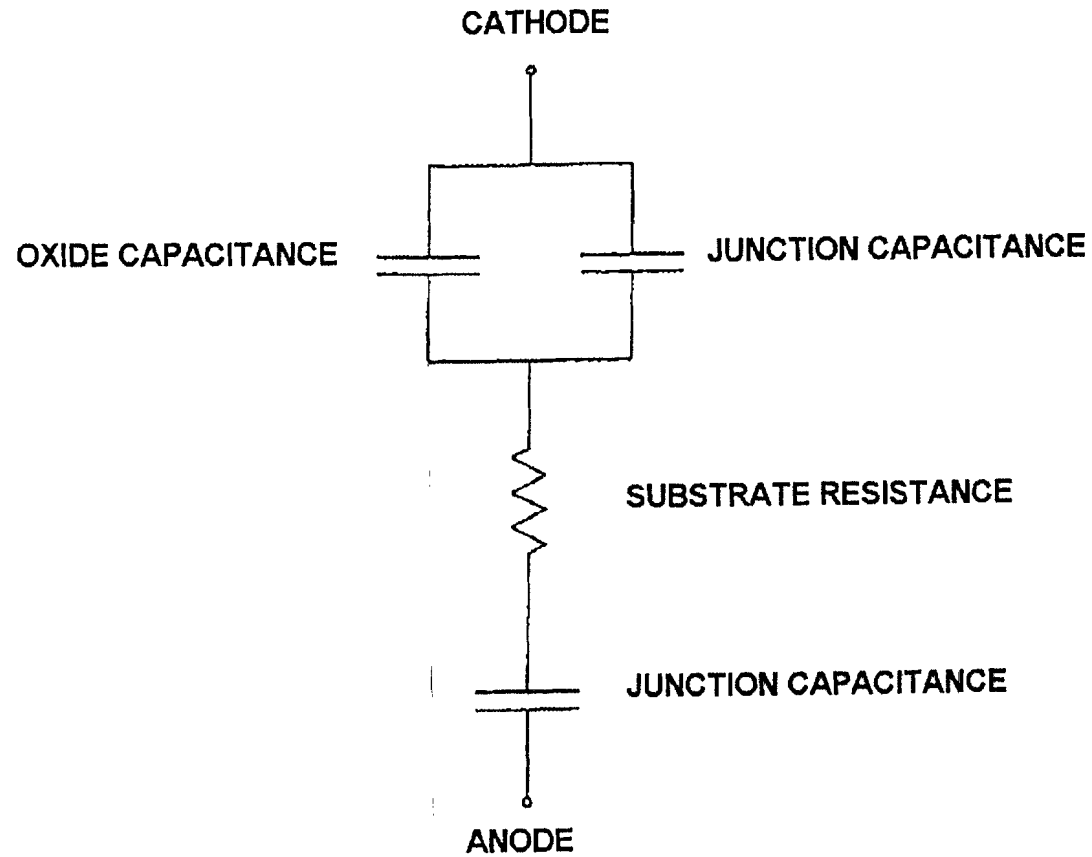 CATHODE
OXIDE CAPACITANCE
JUNCTION CAPACITANCE
SUBSTRATE RESISTANCE
JUNCTION CAPACITANCE
ANODE